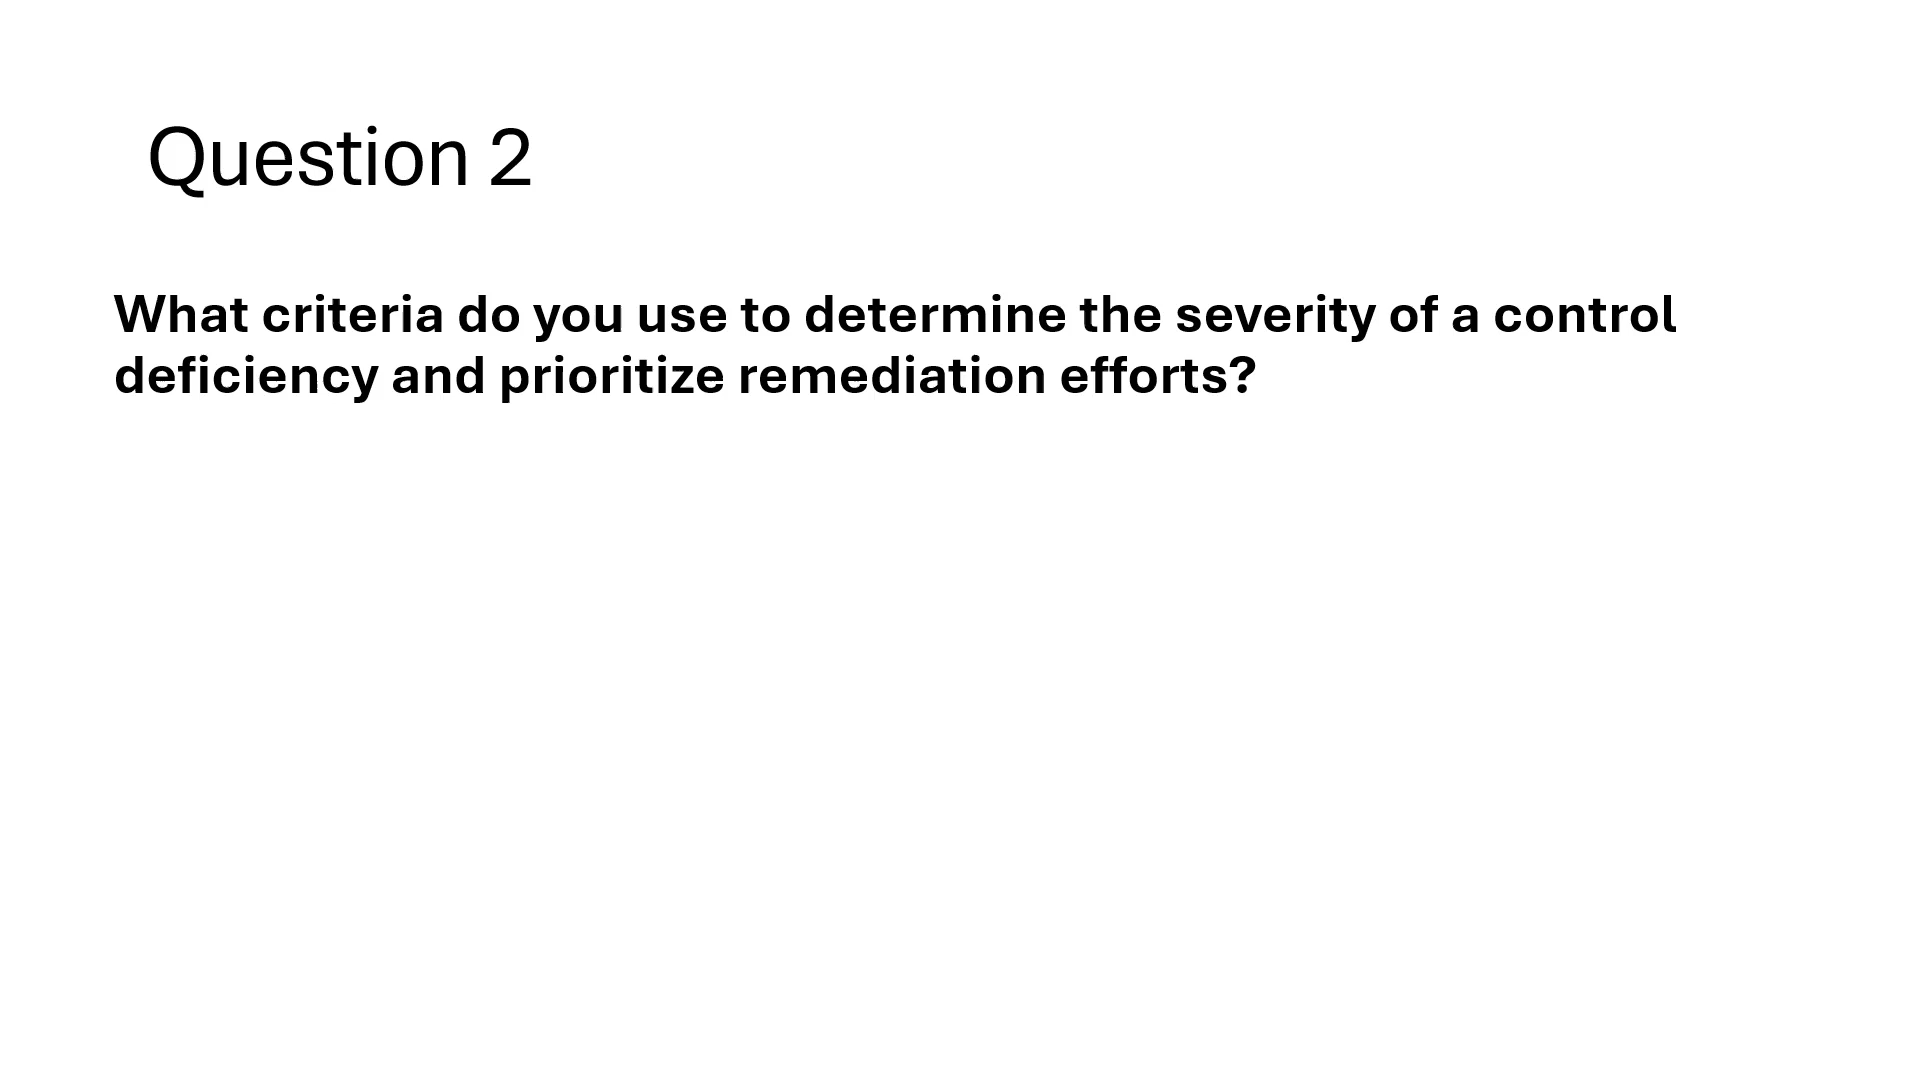 Question 2
What criteria do you use to determine the severity of a control
deficiency and prioritize remediation efforts?